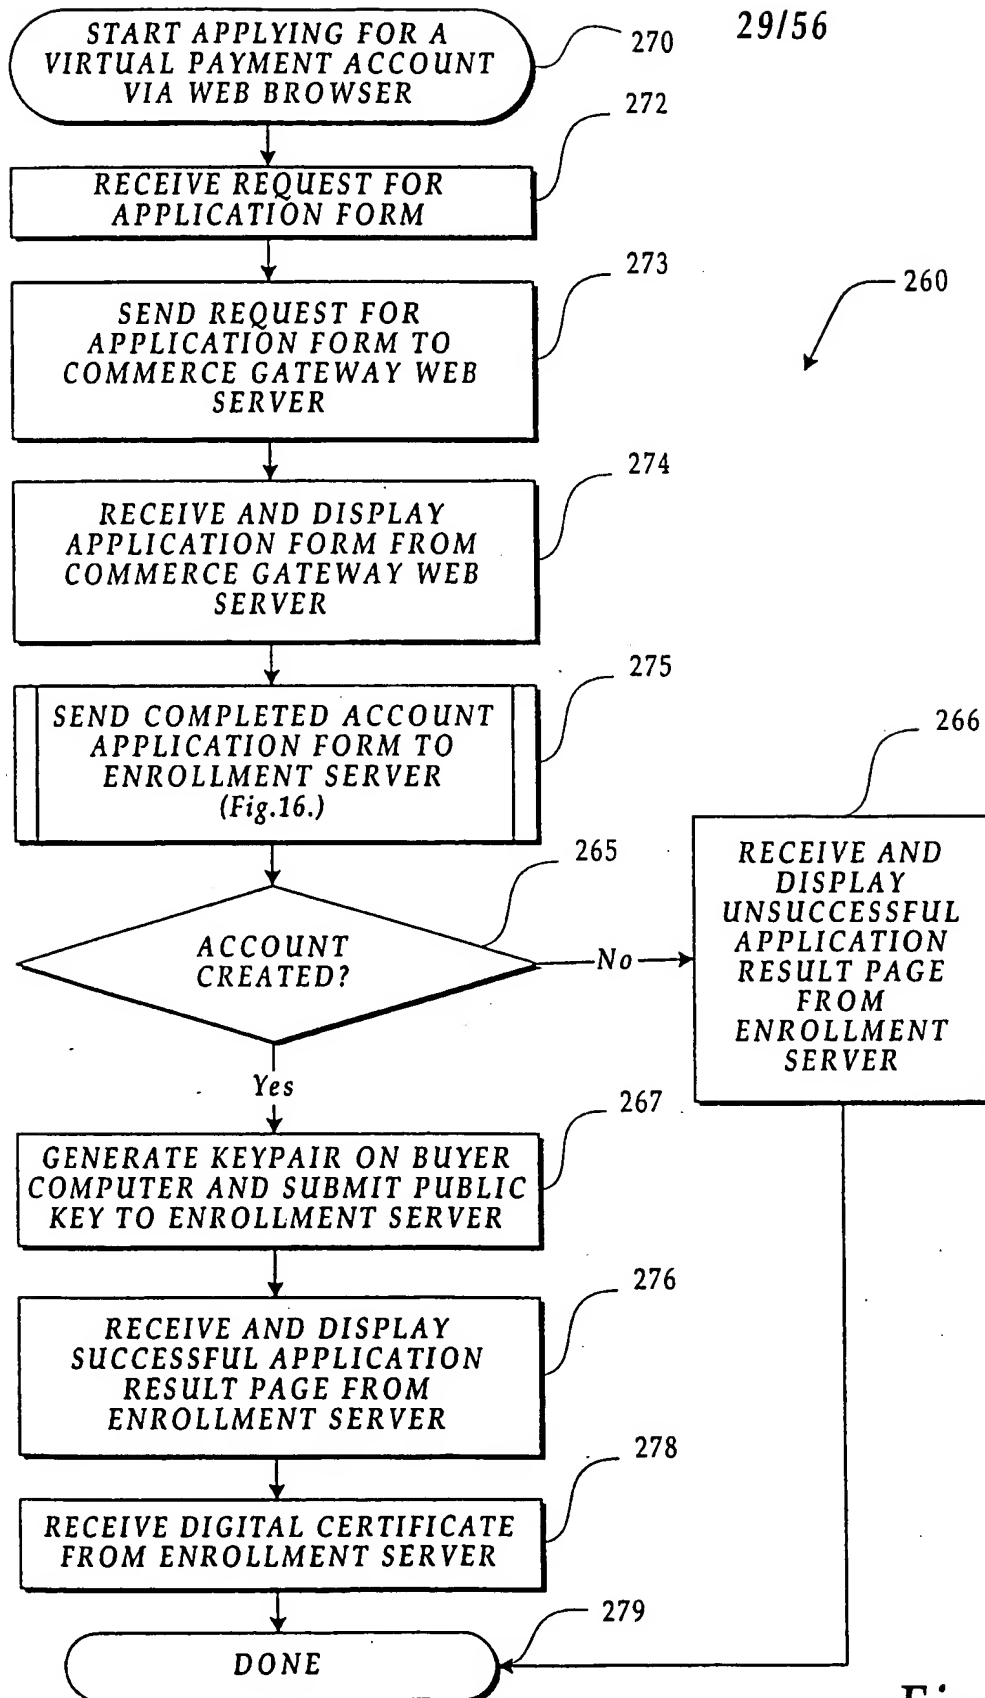 29/56
START APPLYING FOR A
VIRTUAL PAYMENT ACCOUNT
VIA WEB BROWSER
270
272
RECEIVE REQUEST FOR
APPLICATION FORM
273
260
SEND REQUEST FOR
APPLICATION FORM TO
COMMERCE GATEWAY WEB
SERVER
274
RECEIVE AND DISPLAY
APPLICATION FORM FROM
COMMERCE GATEWAY WEB
SERVER
275
SEND COMPLETED ACCOUNT
APPLICATION FORM TO
ENROLLMENT SERVER
(Fig.16.)
265
ACCOUNT
CREATED?
No
266
RECEIVE AND
DISPLAY
UNSUCCESSFUL
APPLICATION
RESULT PAGE
FROM
ENROLLMENT
SERVER
Yes
267
GENERATE KEYPAIR ON BUYER
COMPUTER AND SUBMIT PUBLIC
KEY TO ENROLLMENT SERVER
276
RECEIVE AND DISPLAY
SUCCESSFUL APPLICATION
RESULT PAGE FROM
ENROLLMENT SERVER
278
RECEIVE DIGITAL CERTIFICATE
FROM ENROLLMENT SERVER
279
DONE